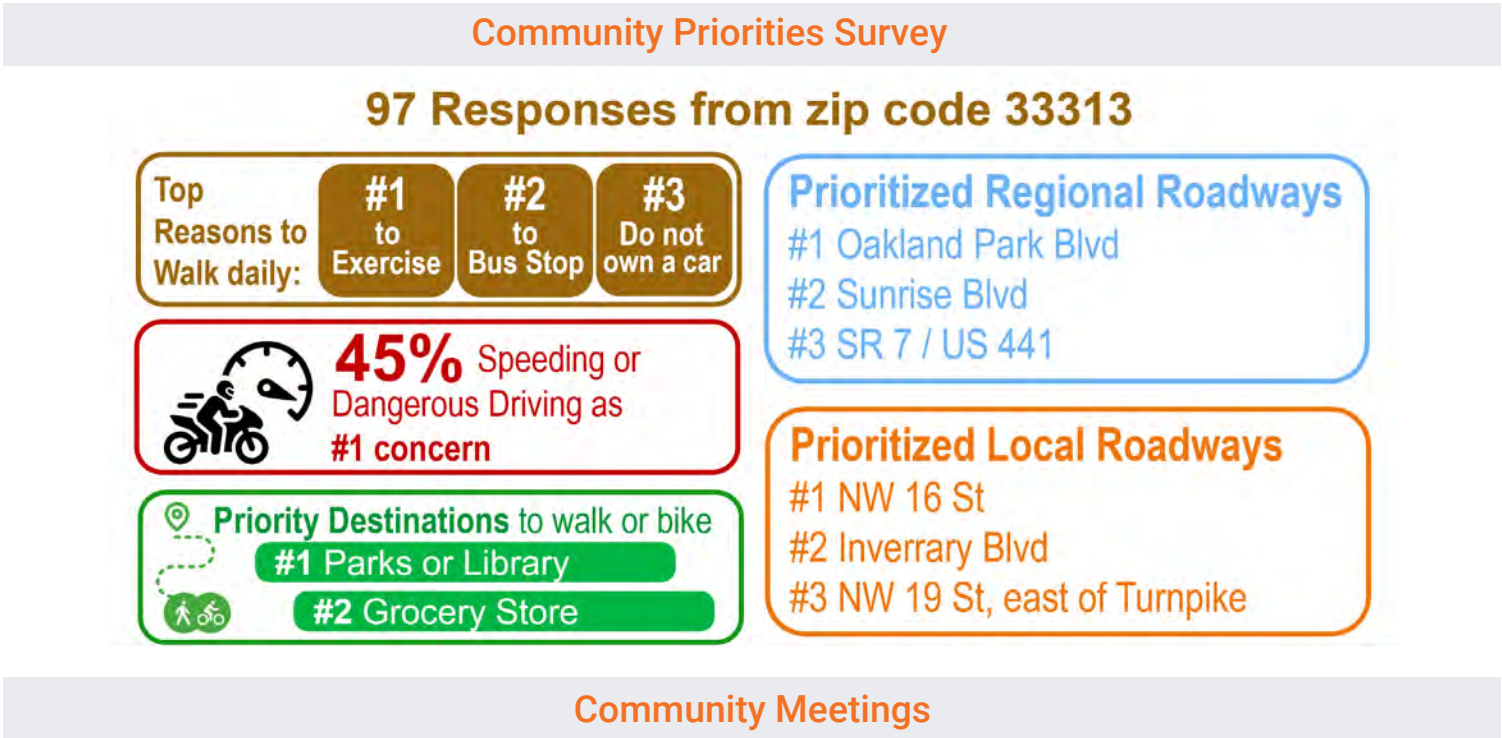 Community Priorities Survey
97 Responses from zip code 33313
Top
Reasons to
Walk daily:
#1
to
Exercise
#2
to
Bus Stop
#3
Do not
own a car
45% Speeding or
Dangerous Driving as
#1 concern
Priority Destinations to walk or bike
#1 Parks or Library
#2 Grocery Store
Prioritized Regional Roadways
#1 Oakland Park Blvd
#2 Sunrise Blvd
#3 SR 7 / US 441
Prioritized Local Roadways
#1 NW 16 St
#2 Inverrary Blvd
#3 NW 19 St, east of Turnpike
Community Meetings